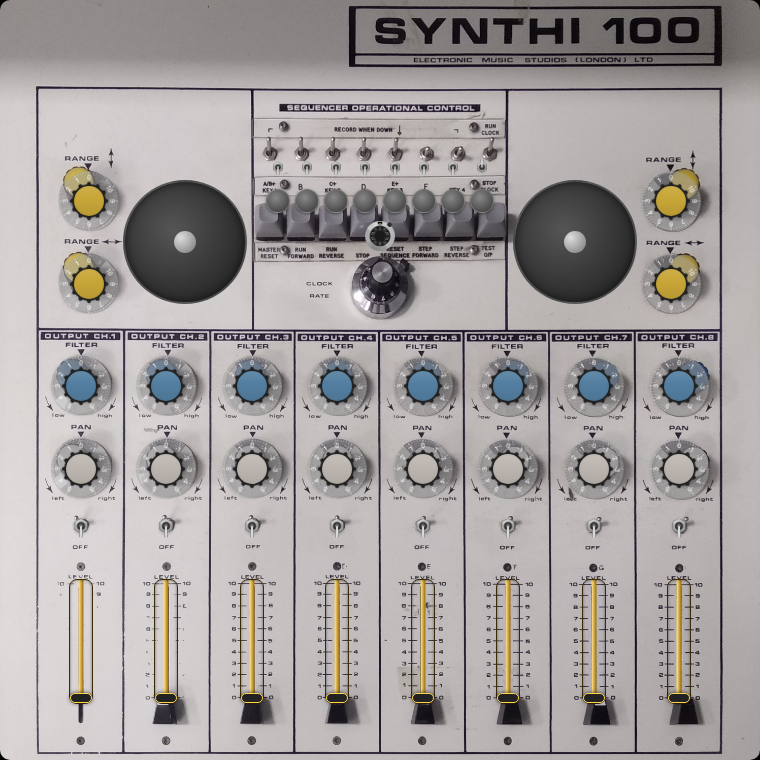 SYNTHI 100
ELECTRONIC MUSIC STUDIOS (LONDON) LTD
SEQUENCER OPERATIONAL CONTROL
RECORD WHEN DOWN
RUN CLOCK
A/B+ B C+ D E+ F STOP
MASTER RESET RUN FORWARD RUN REVERSE STOP RESET SEQUENCE STEP FORWARD STEP REVERSE TEST O/P
RANGE RANGE
RANGE RANGE
CLOCK
RATE
OUTPUT CH.1 OUTPUT CH.2 OUTPUT CH.3 OUTPUT CH.4 OUTPUT CH.5 OUTPUT CH.6 OUTPUT CH.7 OUTPUT CH.8
FILTER FILTER FILTER FILTER FILTER FILTER FILTER FILTER
low high low high low high low high low high low high low high low high
PAN PAN PAN PAN PAN PAN PAN PAN
left right left right left right left right left right left right left right left right
OFF OFF OFF OFF OFF OFF OFF OFF
LEVEL LEVEL LEVEL LEVEL LEVEL LEVEL LEVEL LEVEL